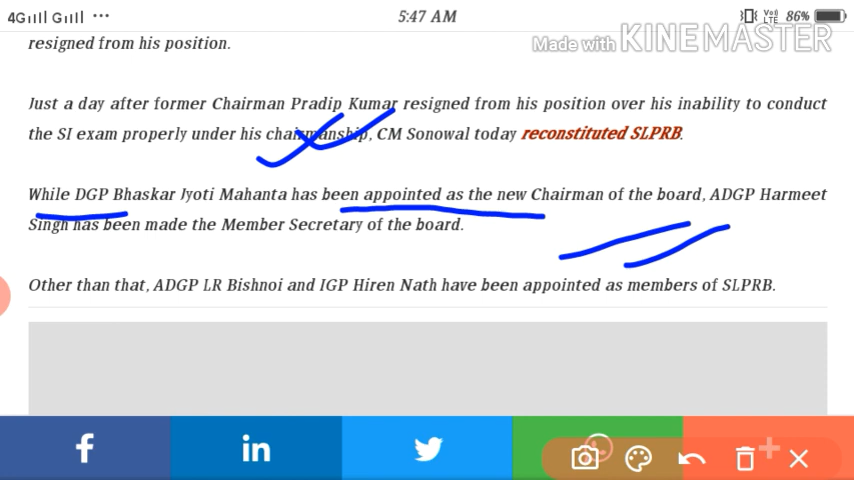 4G G ... 5:47 AM Vo) LTE 86%
Made with KINEMASTER
resigned from his position.
Just a day after former Chairman Pradip Kumar resigned from his position over his inability to conduct
the SI exam properly under his chairmanship, CM Sonowal today reconstituted SLPRB.
While DGP Bhaskar Jyoti Mahanta has been appointed as the new Chairman of the board, ADGP Harmeet
Singh has been made the Member Secretary of the board.
Other than that, ADGP LR Bishnoi and IGP Hiren Nath have been appointed as members of SLPRB.
f in